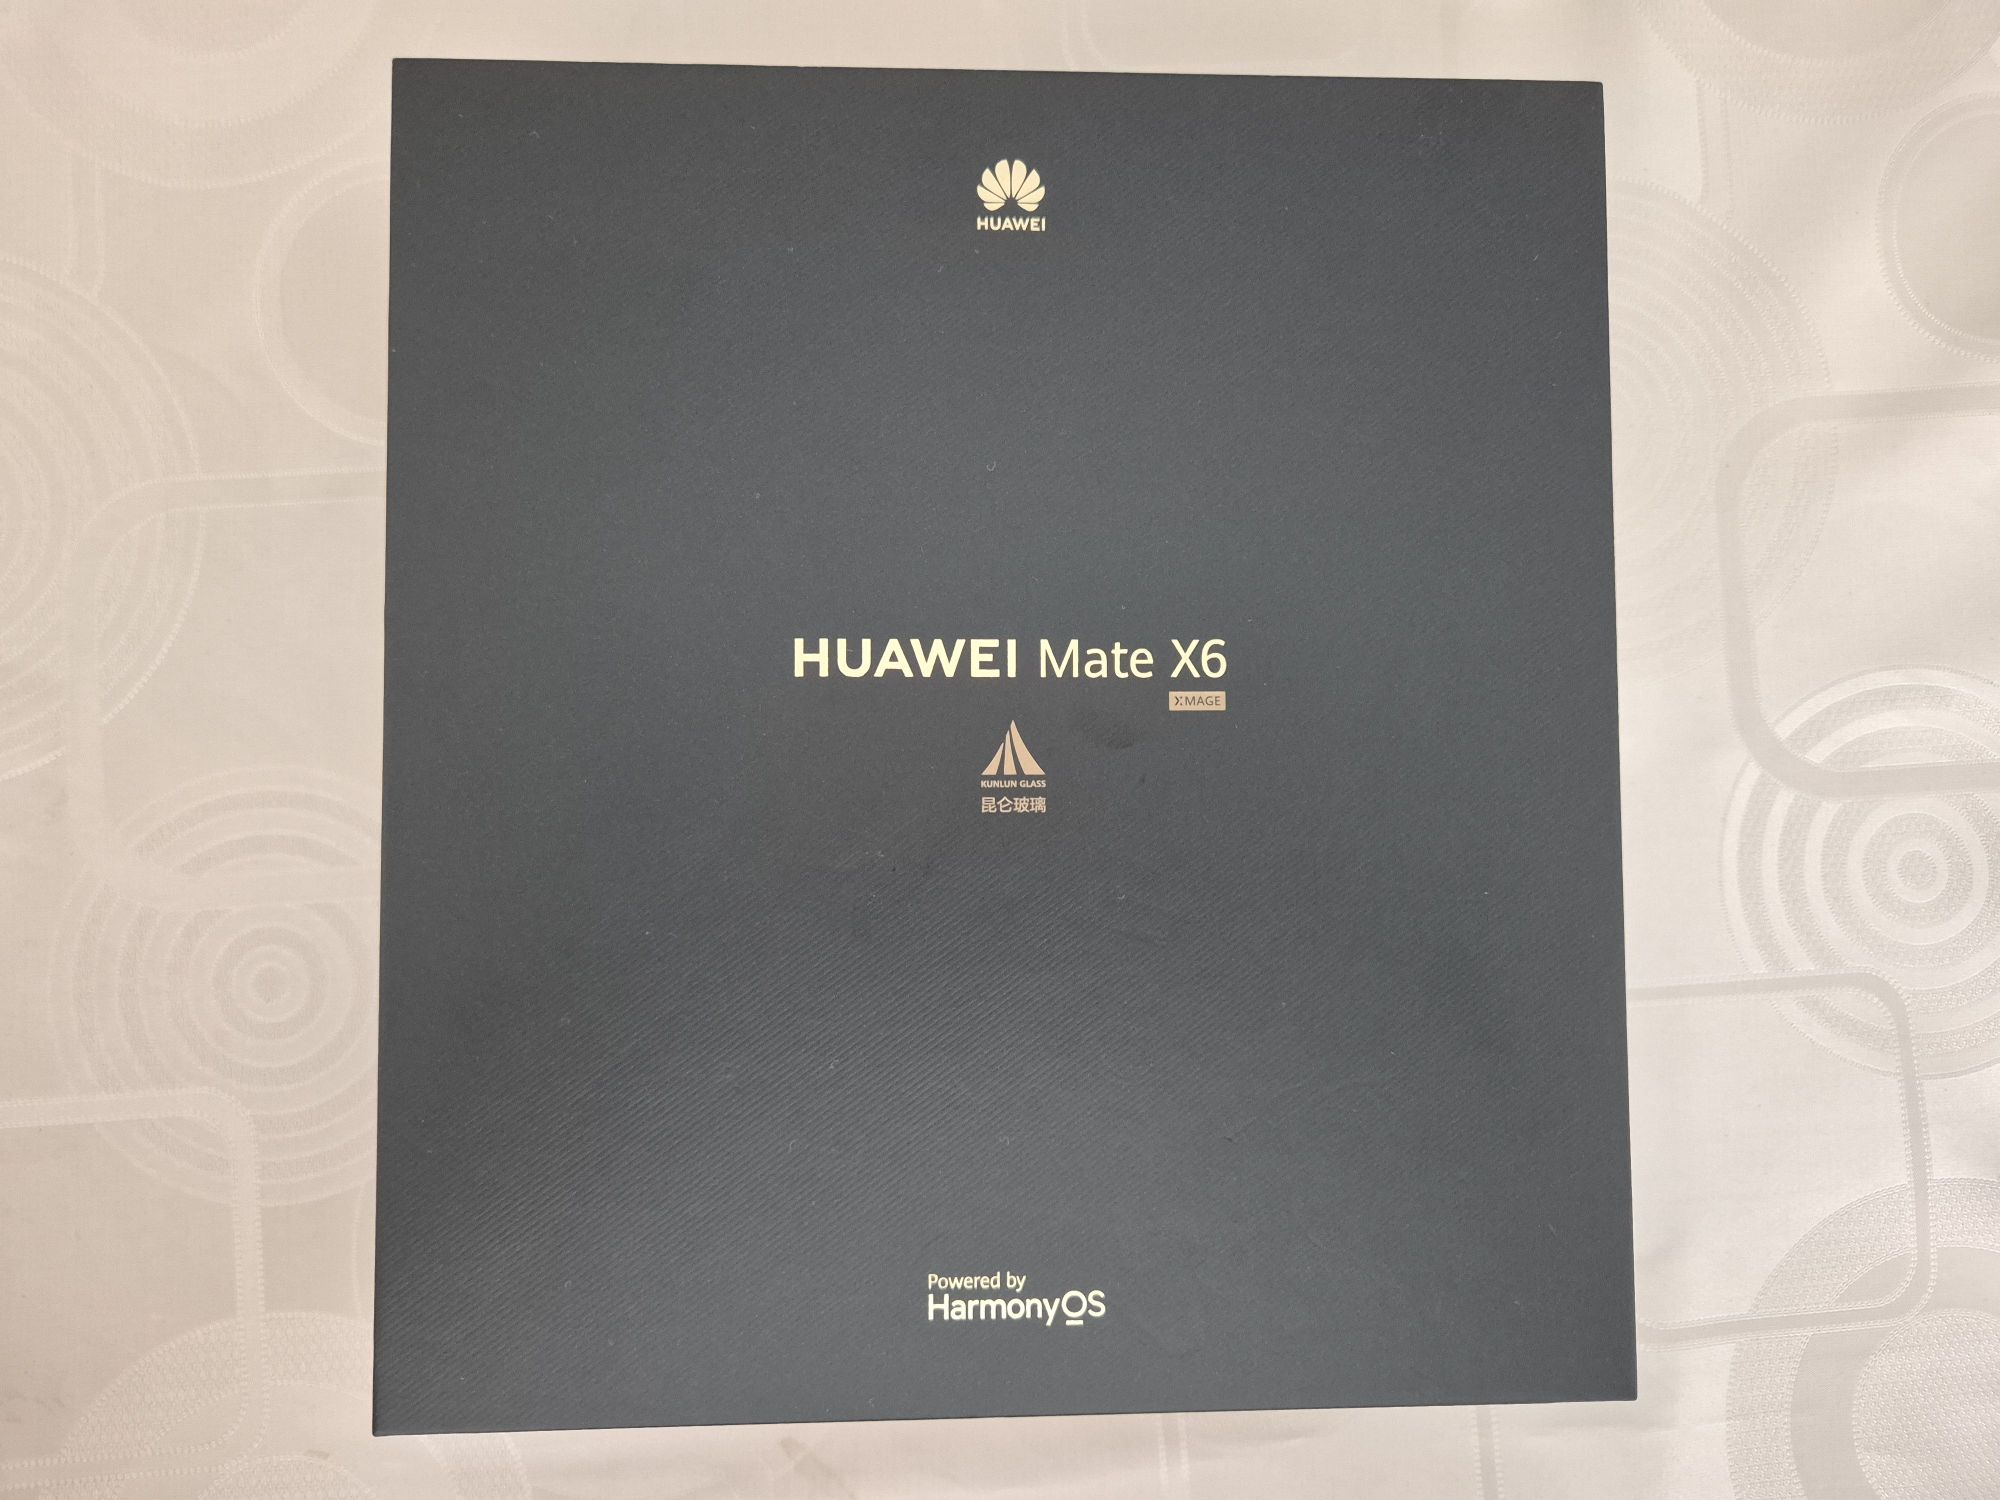 HUAWEI
HUAWEI Mate X6
XMAGE
KUNLUN GLASS
昆仑玻璃
Powered by
HarmonyOS